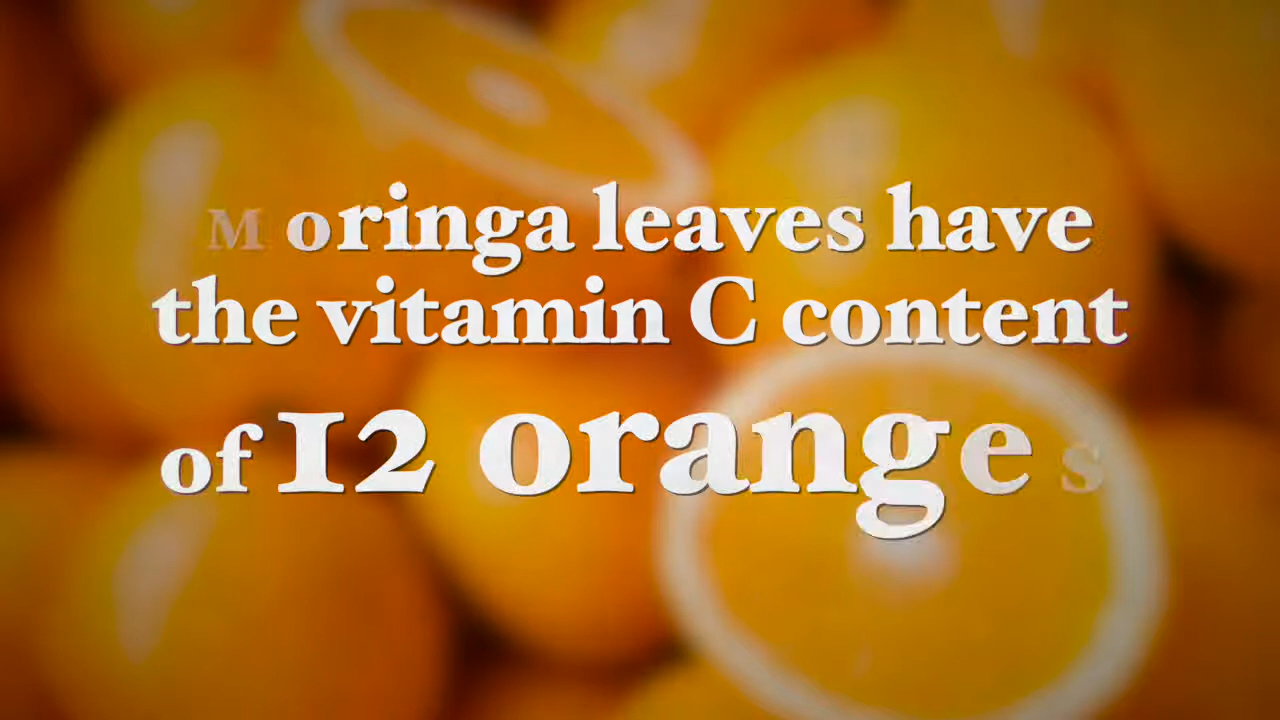 Moringa leaves have
the vitamin C content
of 12 oranges